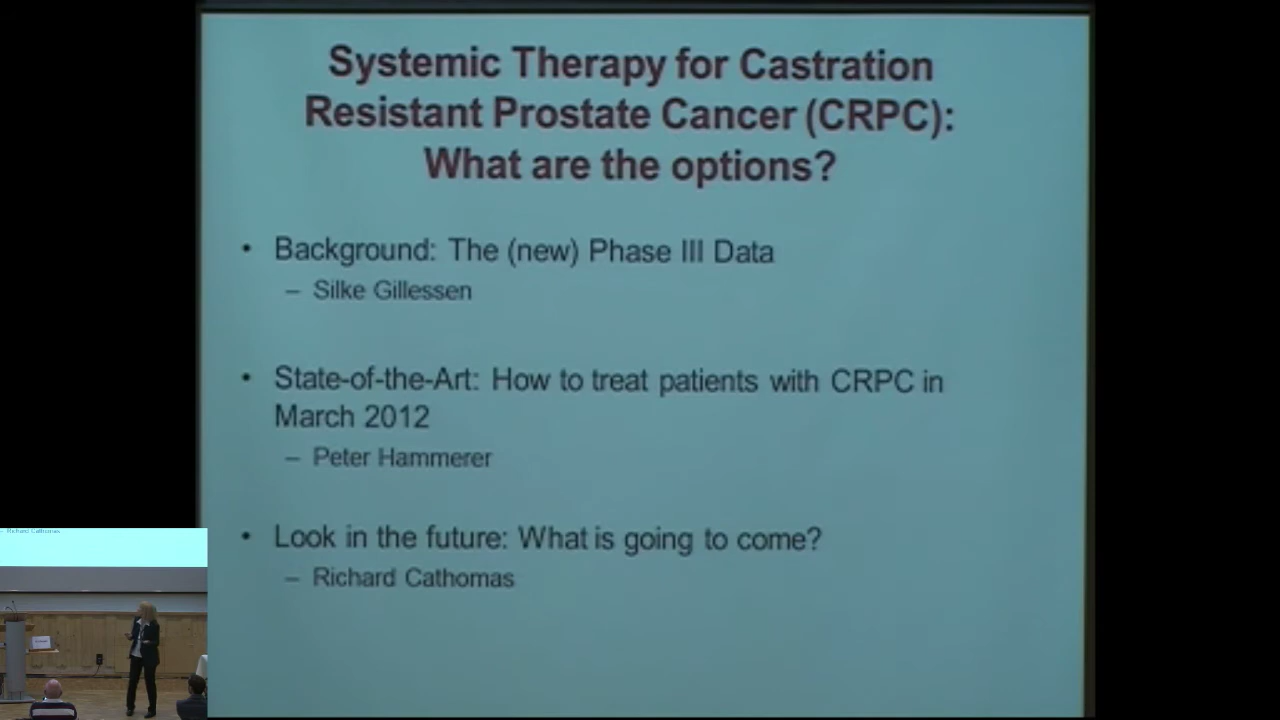 Systemic Therapy for Castration
Resistant Prostate Cancer (CRPC):
What are the options?
• Background: The (new) Phase III Data
– Silke Gillessen
• State-of-the-Art: How to treat patients with CRPC in
March 2012
– Peter Hammerer
• Look in the future: What is going to come?
– Richard Cathomas
– Richard Cathomas